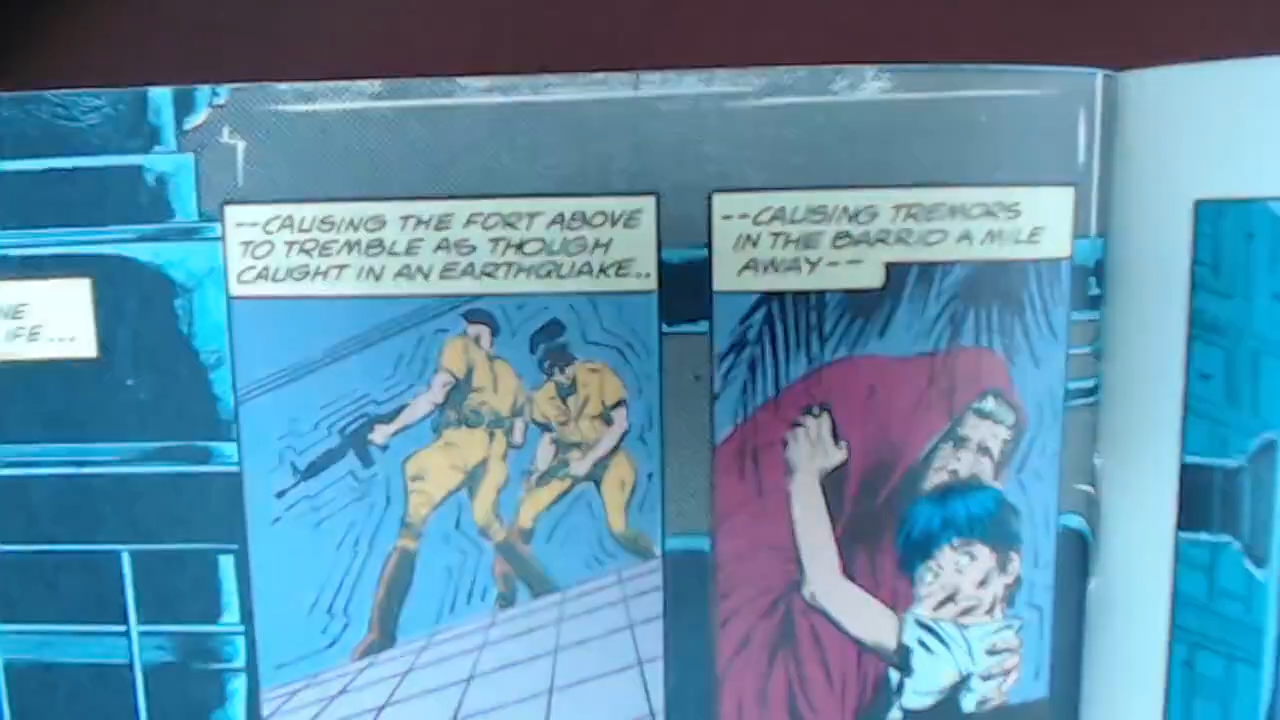 --CAUSING THE FORT ABOVE
TO TREMBLE AS THOUGH
CAUGHT IN AN EARTHQUAKE..
--CAUSING TREMORS
IN THE BARRIO A MILE
AWAY--